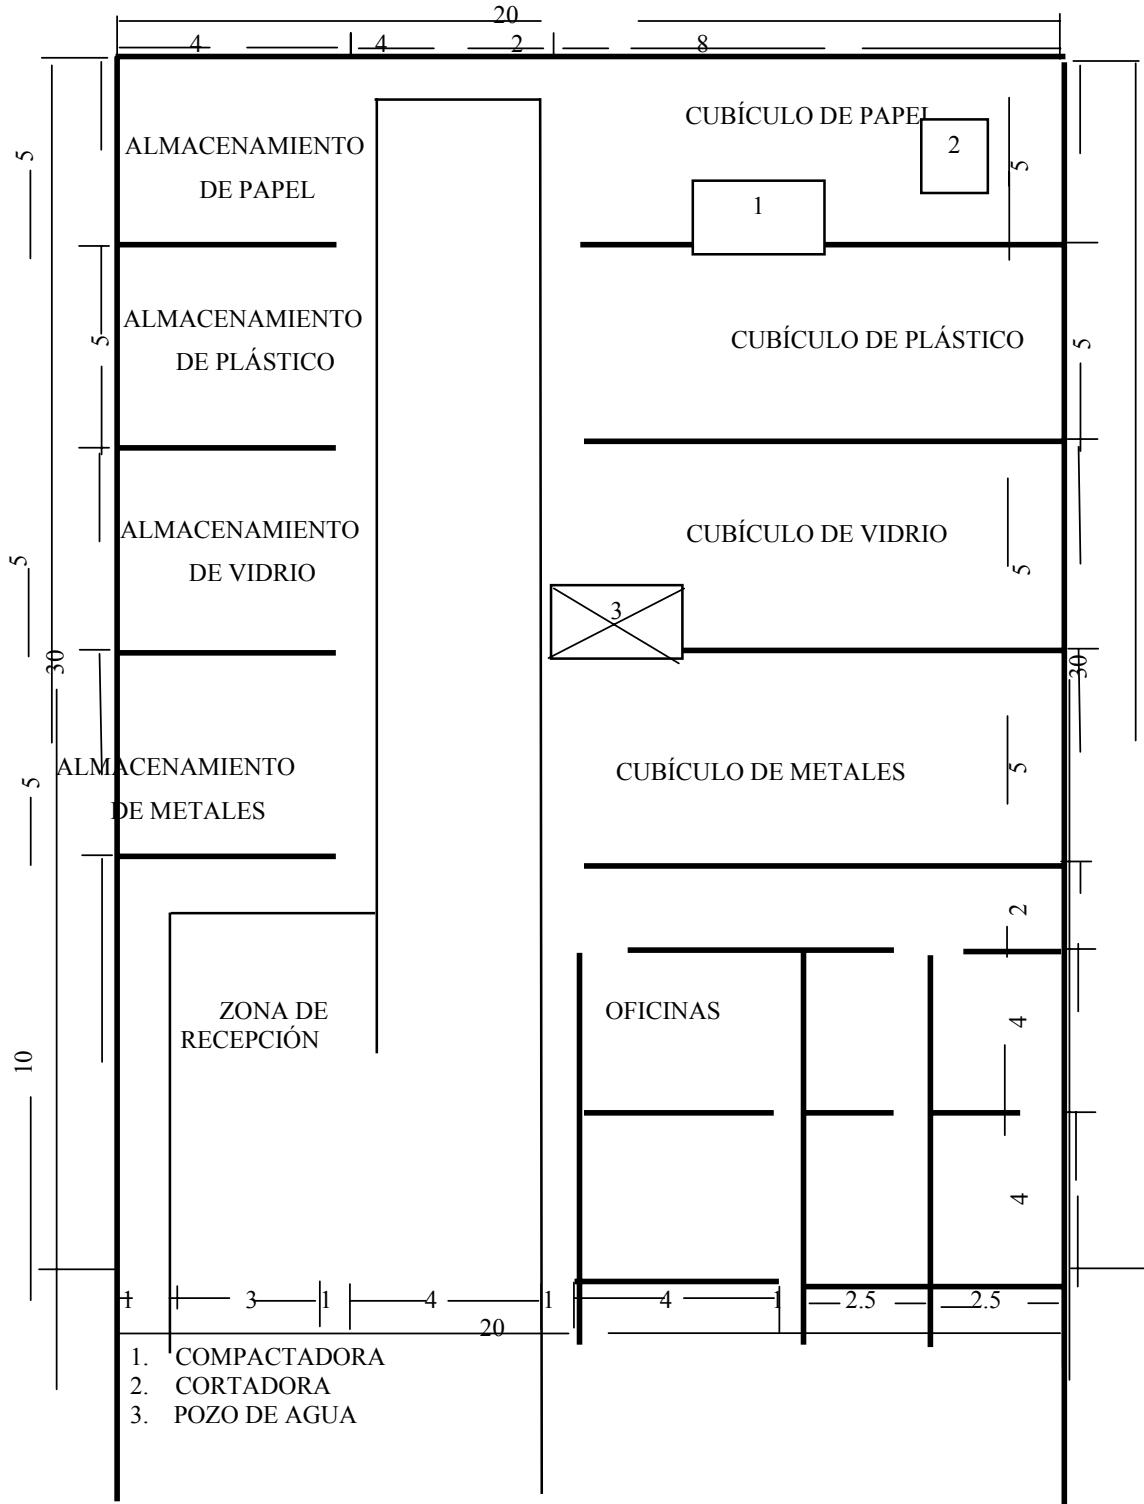 20
4 4 2 8
CUBÍCULO DE PAPEL
ALMACENAMIENTO
DE PAPEL
2
5
5
1
ALMACENAMIENTO
DE PLÁSTICO
5
CUBÍCULO DE PLÁSTICO
5
ALMACENAMIENTO
DE VIDRIO
CUBÍCULO DE VIDRIO
5
5
3
30
30
ALMACENAMIENTO
DE METALES
5
CUBÍCULO DE METALES
5
2
ZONA DE
RECEPCIÓN
OFICINAS
4
10
4
1 3 1 4 1 4 1 2.5 2.5
20
1. COMPACTADORA
2. CORTADORA
3. POZO DE AGUA